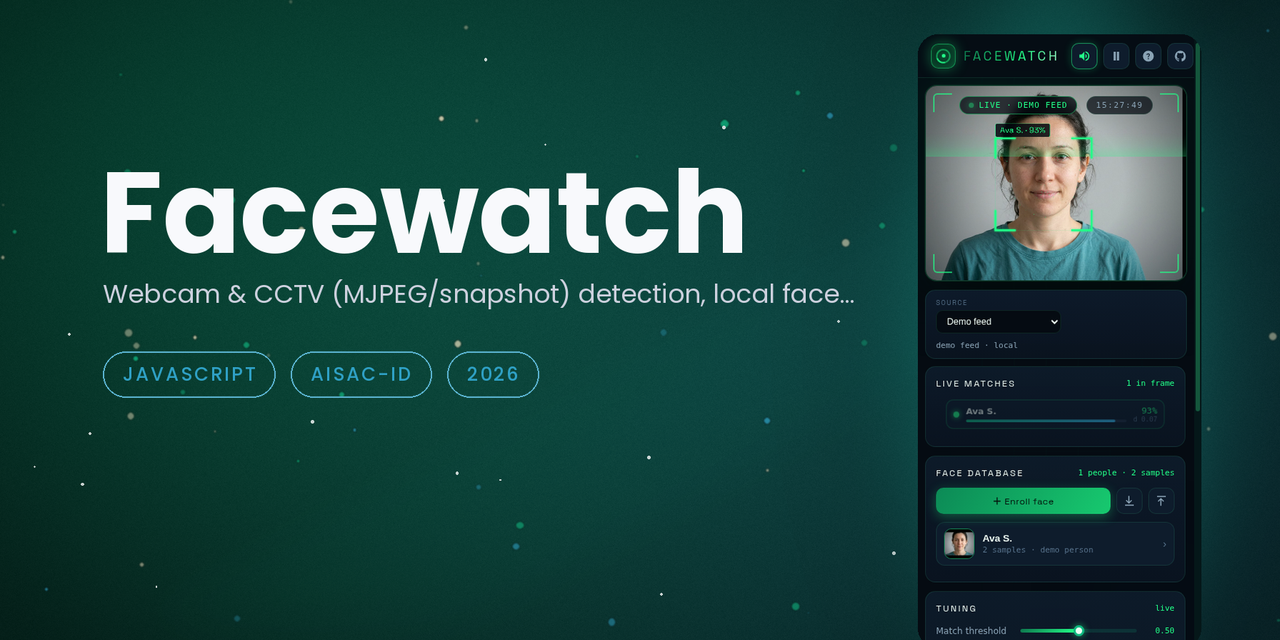 Facewatch
Webcam & CCTV (MJPEG/snapshot) detection, local face...
JAVASCRIPT
AISAC-ID
2026
FACEWATCH
LIVE · DEMO FEED
15:27:49
Ava S. · 93%
SOURCE
Demo feed
demo feed · local
LIVE MATCHES
1 in frame
Ava S.
93%
d 0.07
FACE DATABASE
1 people · 2 samples
+ Enroll face
Ava S.
2 samples · demo person
TUNING
live
Match threshold
0.50